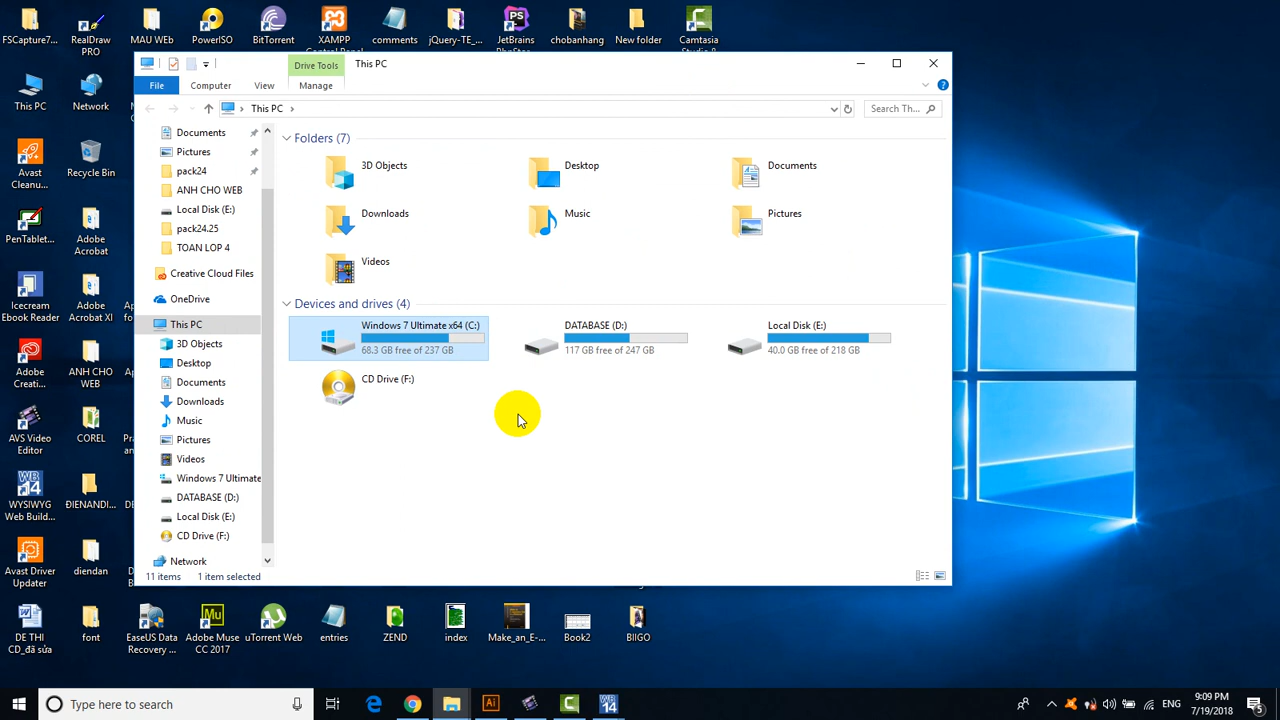 FSCapture7...
RealDraw PRO
MAU WEb
PowerISO
BitTorrent
XAMPP
comments
jQuery-TE_...
JetBrains
chobanhang
New folder
Camtasia
Drive Tools
This PC
File
Computer
View
Manage
This PC
Search Th...
Documents
Pictures
pack24
ANH CHO WEB
Local Disk (E:)
pack24.25
TOAN LOP 4
Creative Cloud Files
OneDrive
This PC
3D Objects
Desktop
Documents
Downloads
Music
Pictures
Videos
Windows 7 Ultimate
DATABASE (D:)
Local Disk (E:)
CD Drive (F:)
Network
Folders (7)
3D Objects
Desktop
Documents
Downloads
Music
Pictures
Videos
Devices and drives (4)
Windows 7 Ultimate x64 (C:)
68.3 GB free of 237 GB
DATABASE (D:)
117 GB free of 247 GB
Local Disk (E:)
40.0 GB free of 218 GB
CD Drive (F:)
11 items
1 item selected
This PC
Network
Avast
Cleanu...
Recycle Bin
PenTablet...
Adobe
Acrobat
Icecream
Ebook Reader
Adobe
Acrobat XI
Adobe
Creati...
ANH CHO
WEB
AVS Video
Editor
COREL
WYSIWYG
Web Build...
ĐIENANDI...
Avast Driver
Updater
diendan
DE THI
CD_đã sửa
font
EaseUS Data
Recovery ...
Adobe Muse
CC 2017
uTorrent Web
entries
ZEND
index
Make_an_E-...
Book2
BIIGO
Type here to search
9:09 PM
7/19/2018